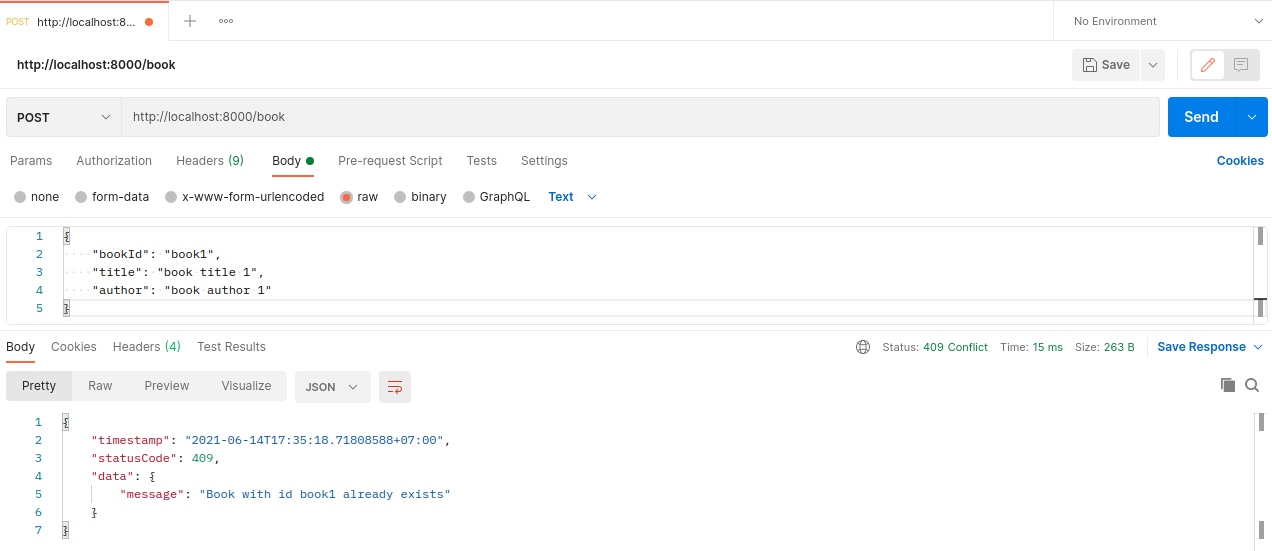 POST http://localhost:8... No Environment
http://localhost:8000/book Save
POST http://localhost:8000/book Send
Params Authorization Headers (9) Body Pre-request Script Tests Settings Cookies
none form-data x-www-form-urlencoded raw binary GraphQL Text
1 {
2 "bookId": "book1",
3 "title": "book title 1",
4 "author": "book author 1"
5 }
Body Cookies Headers (4) Test Results Status: 409 Conflict Time: 15 ms Size: 263 B Save Response
Pretty Raw Preview Visualize JSON
1 {
2 "timestamp": "2021-06-14T17:35:18.71808588+07:00",
3 "statusCode": 409,
4 "data": {
5 "message": "Book with id book1 already exists"
6 }
7 }